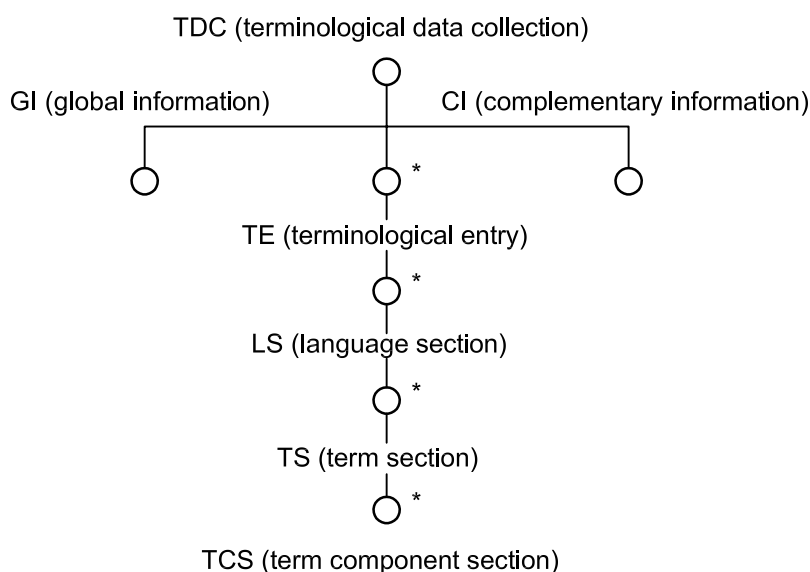 TDC (terminological data collection)
GI (global information)
CI (complementary information)
*
TE (terminological entry)
*
LS (language section)
*
TS (term section)
*
TCS (term component section)